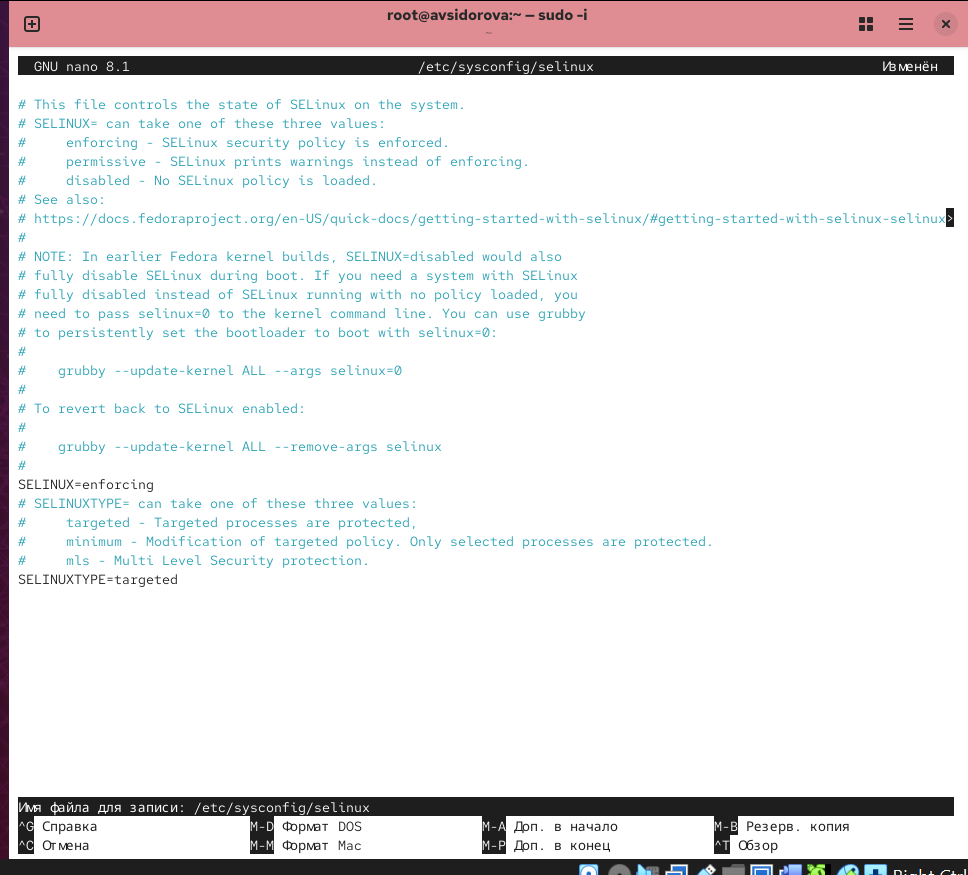 root@avsidorova:~ — sudo -i
~
GNU nano 8.1 /etc/sysconfig/selinux Изменён
# This file controls the state of SELinux on the system.
# SELINUX= can take one of these three values:
#     enforcing - SELinux security policy is enforced.
#     permissive - SELinux prints warnings instead of enforcing.
#     disabled - No SELinux policy is loaded.
# See also:
# https://docs.fedoraproject.org/en-US/quick-docs/getting-started-with-selinux/#getting-started-with-selinux-selinux>
#
# NOTE: In earlier Fedora kernel builds, SELINUX=disabled would also
# fully disable SELinux during boot. If you need a system with SELinux
# fully disabled instead of SELinux running with no policy loaded, you
# need to pass selinux=0 to the kernel command line. You can use grubby
# to persistently set the bootloader to boot with selinux=0:
#
#    grubby --update-kernel ALL --args selinux=0
#
# To revert back to SELinux enabled:
#
#    grubby --update-kernel ALL --remove-args selinux
#
SELINUX=enforcing
# SELINUXTYPE= can take one of these three values:
#     targeted - Targeted processes are protected,
#     minimum - Modification of targeted policy. Only selected processes are protected.
#     mls - Multi Level Security protection.
SELINUXTYPE=targeted
Имя файла для записи: /etc/sysconfig/selinux
^G Справка M-D Формат DOS M-A Доп. в начало M-B Резерв. копия
^C Отмена M-M Формат Mac M-P Доп. в конец ^T Обзор
Right Ctrl